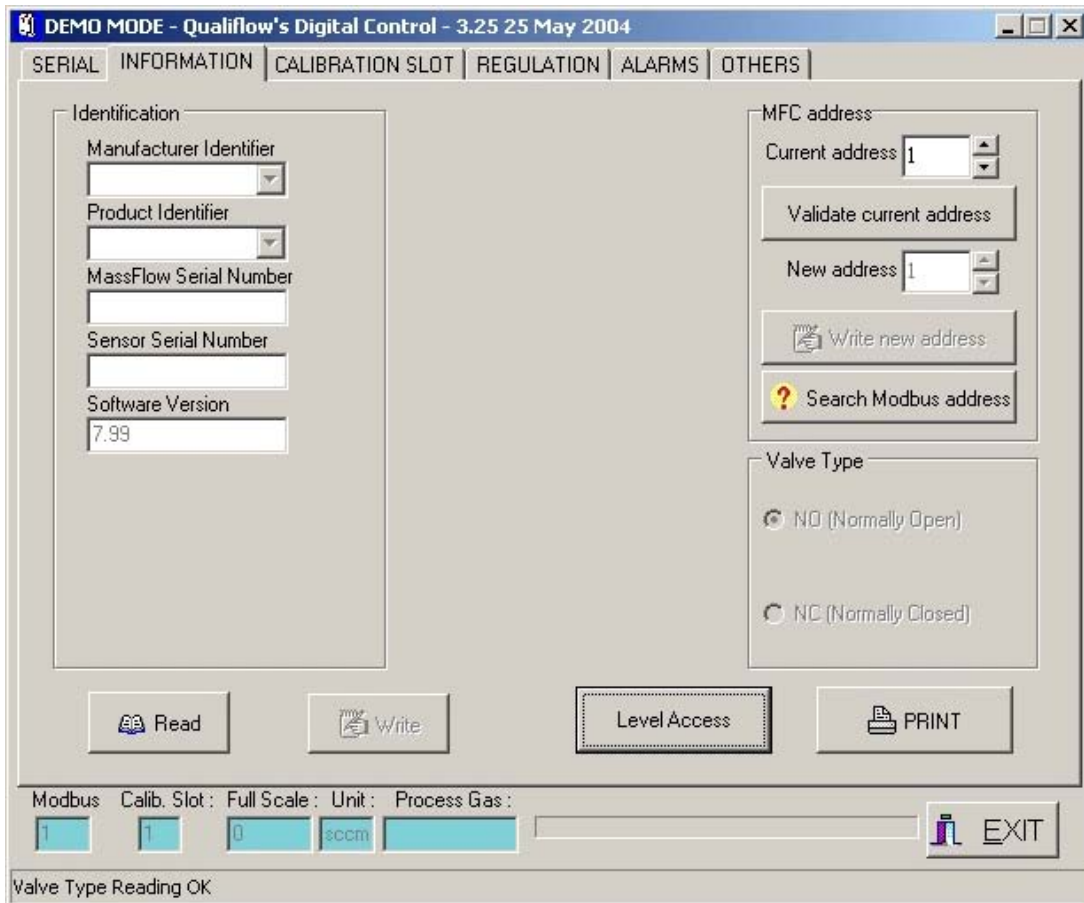 DEMO MODE - Qualiflow's Digital Control - 3.25 25 May 2004
SERIAL INFORMATION CALIBRATION SLOT REGULATION ALARMS OTHERS
Identification
Manufacturer Identifier
Product Identifier
MassFlow Serial Number
Sensor Serial Number
Software Version
7.99
MFC address
Current address 1
Validate current address
New address 1
Write new address
? Search Modbus address
Valve Type
NO (Normally Open)
NC (Normally Closed)
Read Write Level Access PRINT
Modbus Calib. Slot : Full Scale : Unit : Process Gas :
1 1 0 sccm
EXIT
Valve Type Reading OK